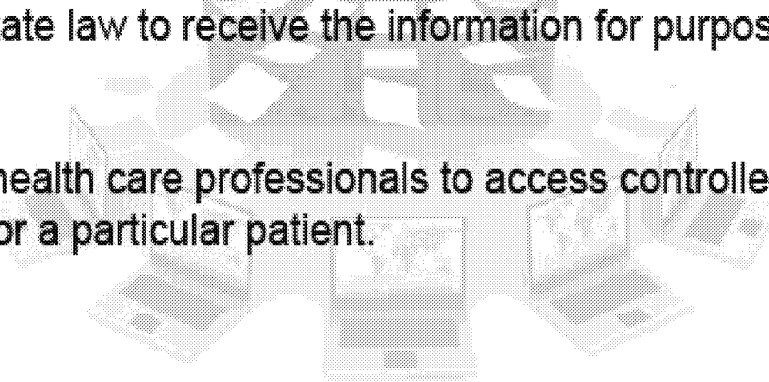 ate law to receive the information for purpos
health care professionals to access controlle
or a particular patient.